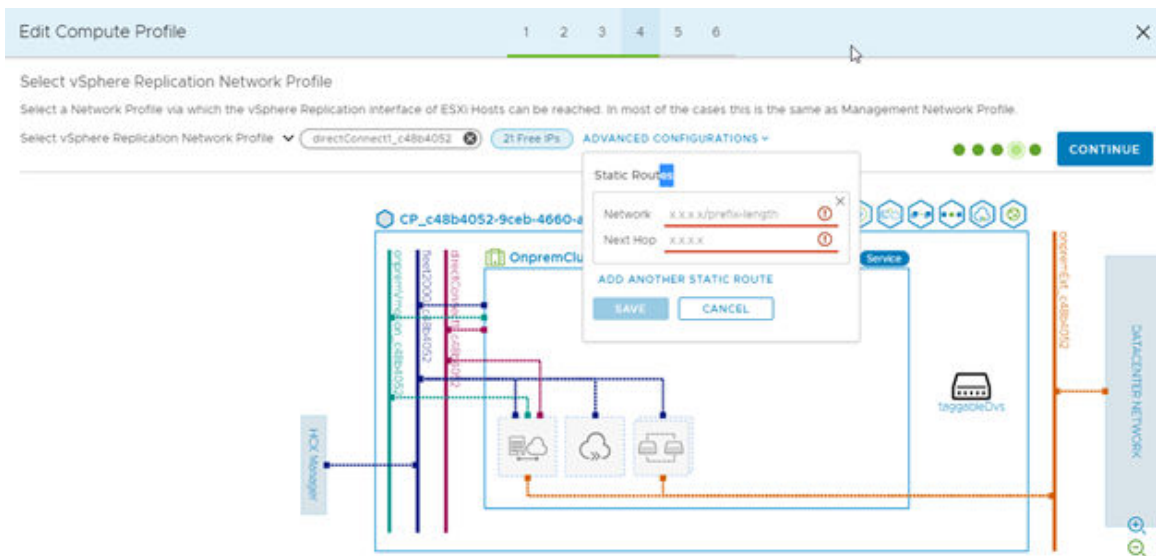 Edit Compute Profile
1 2 3 4 5 6
Select vSphere Replication Network Profile
Select a Network Profile via which the vSphere Replication interface of ESXi Hosts can be reached. In most of the cases this is the same as Management Network Profile.
Select vSphere Replication Network Profile directConnect1_c48b4052 21 Free IPs ADVANCED CONFIGURATIONS
CONTINUE
Static Routes
Network x.x.x.x/prefix-length
Next Hop x.x.x.x
ADD ANOTHER STATIC ROUTE
SAVE CANCEL
CP_c48b4052-9ceb-4660-a
OnpremClu
Service
onpremVmotion_c48b4052
fleet2000_c48b4052
directConnect1_c48b4052
onpremExt_c48b4052
taggableDvs
HCX Manager
DATACENTER NETWORK